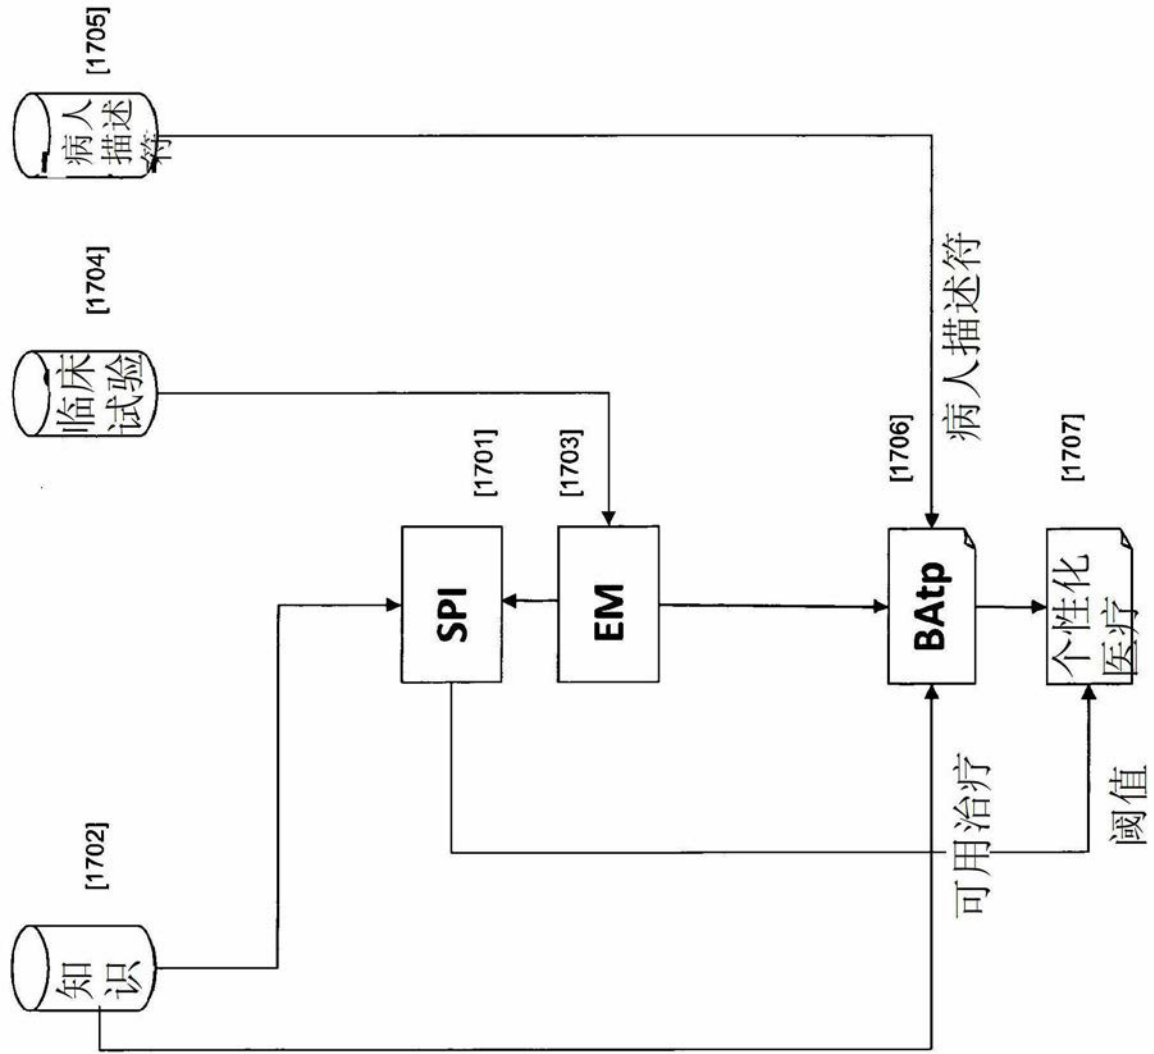 知
识
[1702]
临床
试验
[1704]
病人
描述
符
[1705]
SPI
[1701]
EM
[1703]
可用治疗
BAtp
[1706]
病人描述符
阈值
个性化
医疗
[1707]